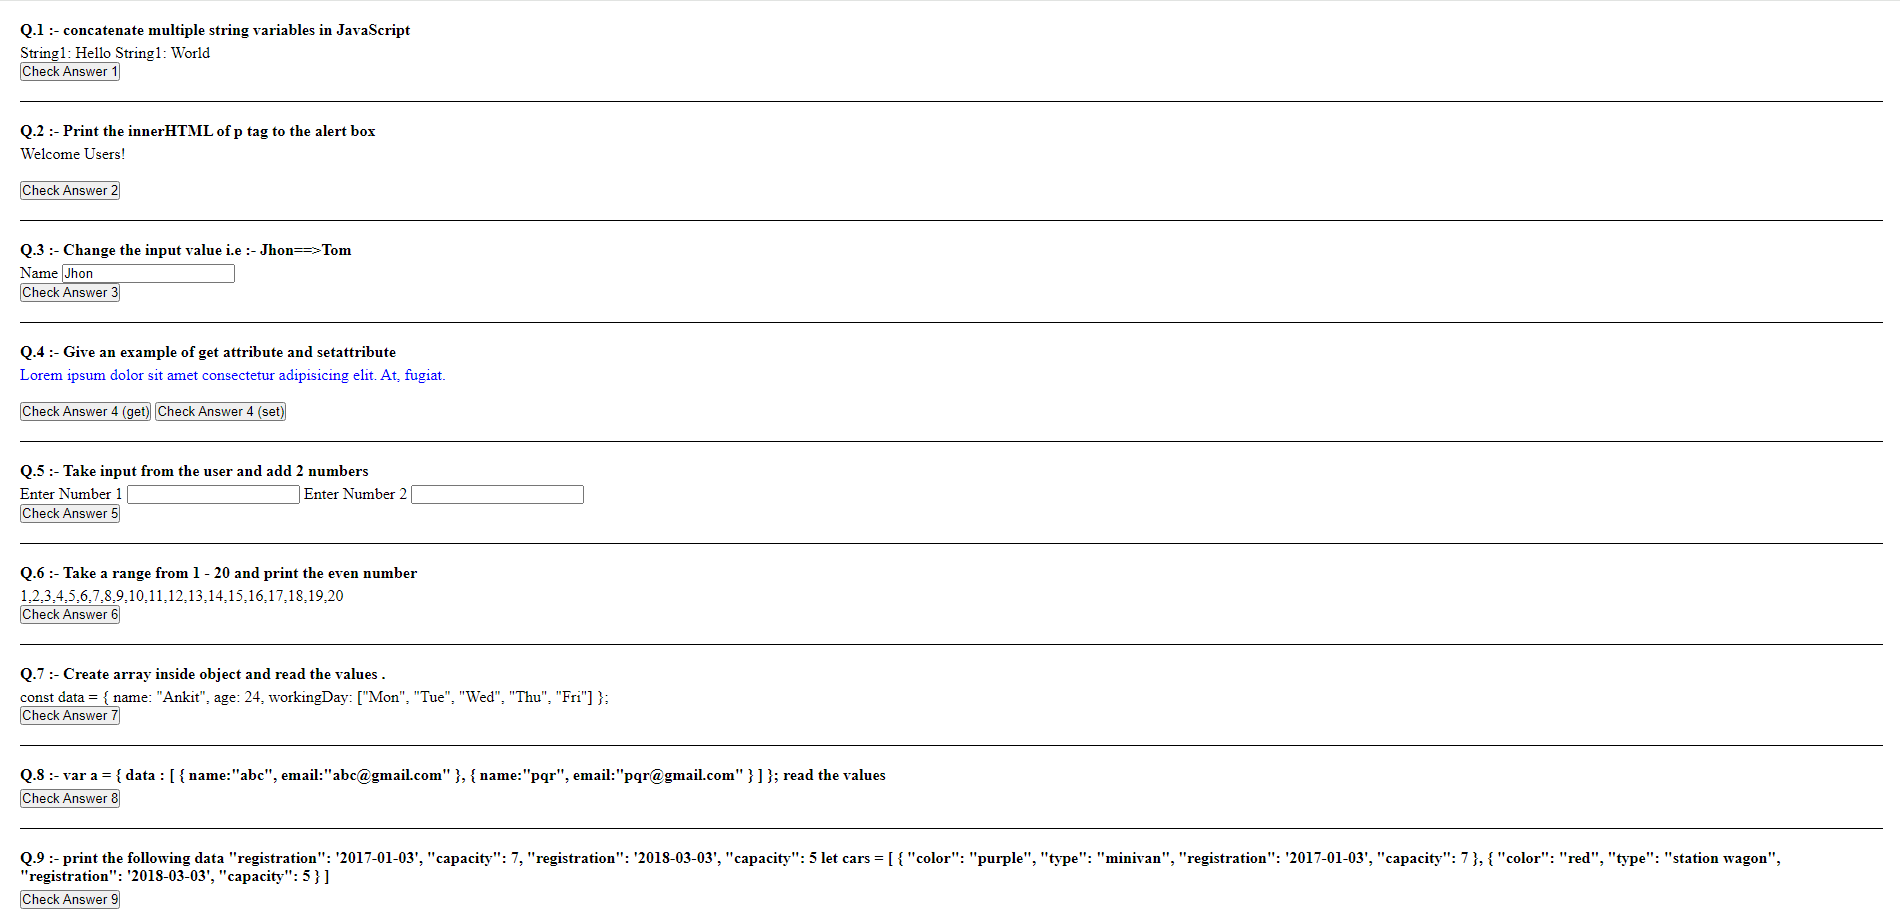 Q.1 :- concatenate multiple string variables in JavaScript
String1: Hello String1: World
Check Answer 1
Q.2 :- Print the innerHTML of p tag to the alert box
Welcome Users!
Check Answer 2
Q.3 :- Change the input value i.e :- Jhon==>Tom
Name Jhon
Check Answer 3
Q.4 :- Give an example of get attribute and setattribute
Lorem ipsum dolor sit amet consectetur adipisicing elit. At, fugiat.
Check Answer 4 (get) Check Answer 4 (set)
Q.5 :- Take input from the user and add 2 numbers
Enter Number 1 Enter Number 2
Check Answer 5
Q.6 :- Take a range from 1 - 20 and print the even number
1,2,3,4,5,6,7,8,9,10,11,12,13,14,15,16,17,18,19,20
Check Answer 6
Q.7 :- Create array inside object and read the values .
const data = { name: "Ankit", age: 24, workingDay: ["Mon", "Tue", "Wed", "Thu", "Fri"] };
Check Answer 7
Q.8 :- var a = { data : [ { name:"abc", email:"abc@gmail.com" }, { name:"pqr", email:"pqr@gmail.com" } ] }; read the values
Check Answer 8
Q.9 :- print the following data "registration": '2017-01-03', "capacity": 7, "registration": '2018-03-03', "capacity": 5 let cars = [ { "color": "purple", "type": "minivan", "registration": '2017-01-03', "capacity": 7 }, { "color": "red", "type": "station wagon",
"registration": '2018-03-03', "capacity": 5 } ]
Check Answer 9